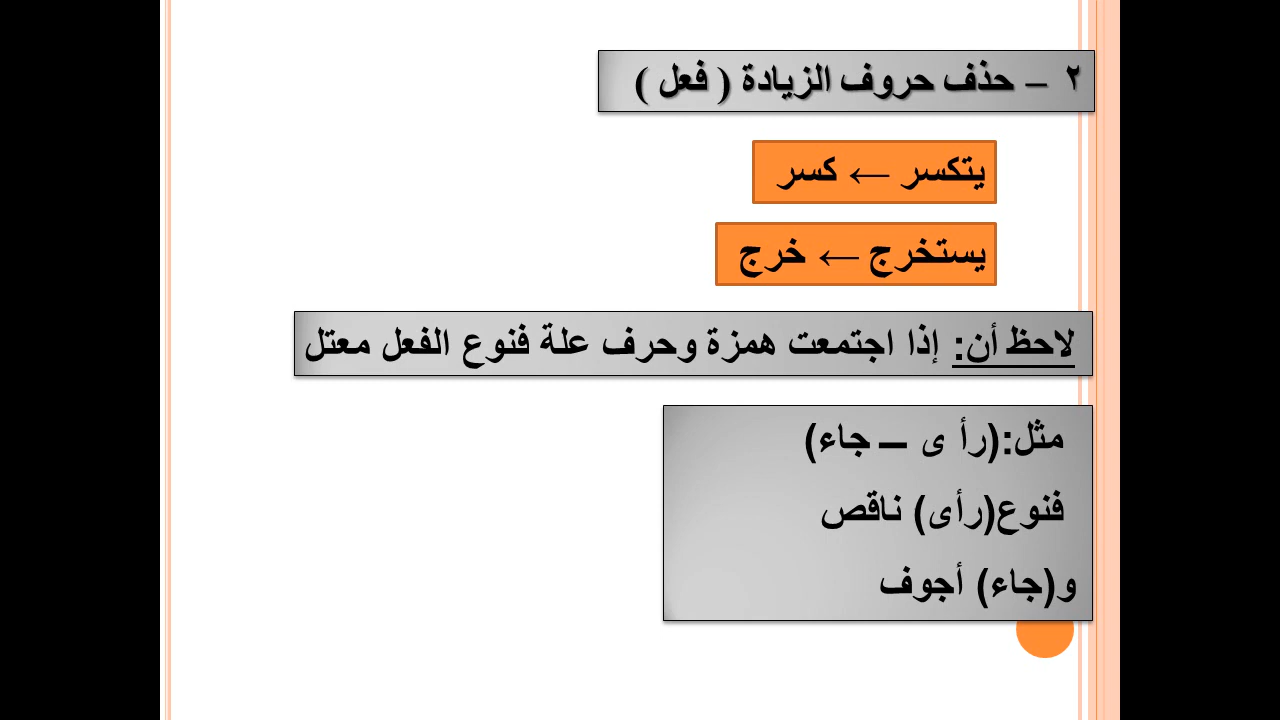 ٢ – حذف حروف الزيادة ( فعل )
يتكسر ← كسر
يستخرج ← خرج
لاحظ أن: إذا اجتمعت همزة وحرف علة فنوع الفعل معتل
مثل:(رأ ى – جاء)
فنوع(رأى) ناقص
و(جاء) أجوف